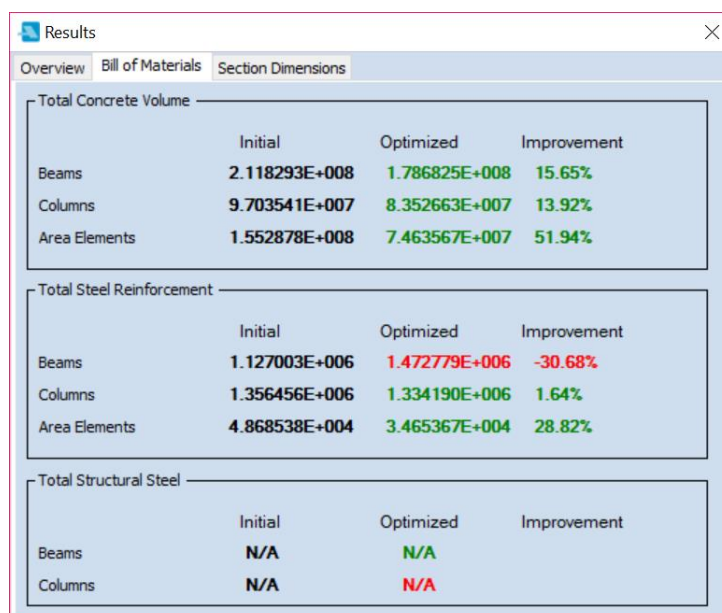 Results
Overview Bill of Materials Section Dimensions
Total Concrete Volume
Initial Optimized Improvement
Beams 2.118293E+008 1.786825E+008 15.65%
Columns 9.703541E+007 8.352663E+007 13.92%
Area Elements 1.552878E+008 7.463567E+007 51.94%
Total Steel Reinforcement
Initial Optimized Improvement
Beams 1.127003E+006 1.472779E+006 -30.68%
Columns 1.356456E+006 1.334190E+006 1.64%
Area Elements 4.868538E+004 3.465367E+004 28.82%
Total Structural Steel
Initial Optimized Improvement
Beams N/A N/A
Columns N/A N/A